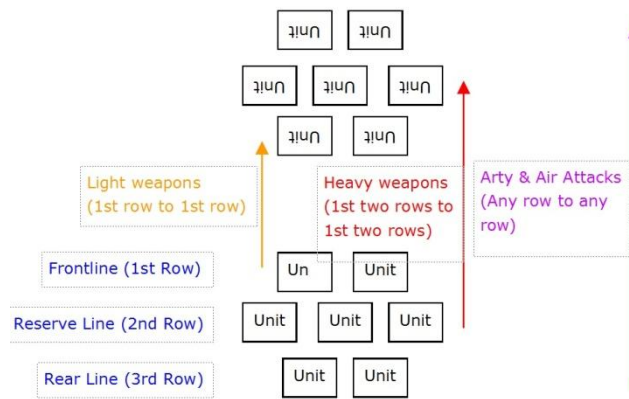 Unit Unit
Unit Unit Unit
Unit Unit
Light weapons
(1st row to 1st row)
Heavy weapons
(1st two rows to
1st two rows)
Arty & Air Attacks
(Any row to any
row)
Frontline (1st Row)
Un Unit
Reserve Line (2nd Row)
Unit Unit Unit
Rear Line (3rd Row)
Unit Unit